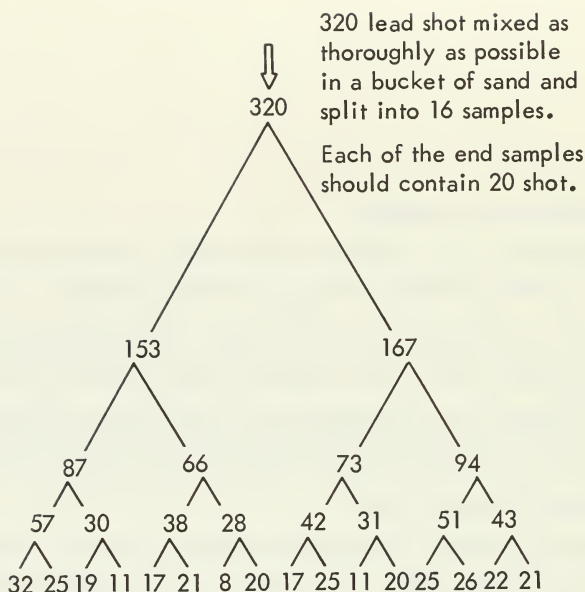 320 lead shot mixed as
thoroughly as possible
in a bucket of sand and
split into 16 samples.
Each of the end samples
should contain 20 shot.
320
153 167
87 66 73 94
57 30 38 28 42 31 51 43
32 25 19 11 17 21 8 20 17 25 11 20 25 26 22 21